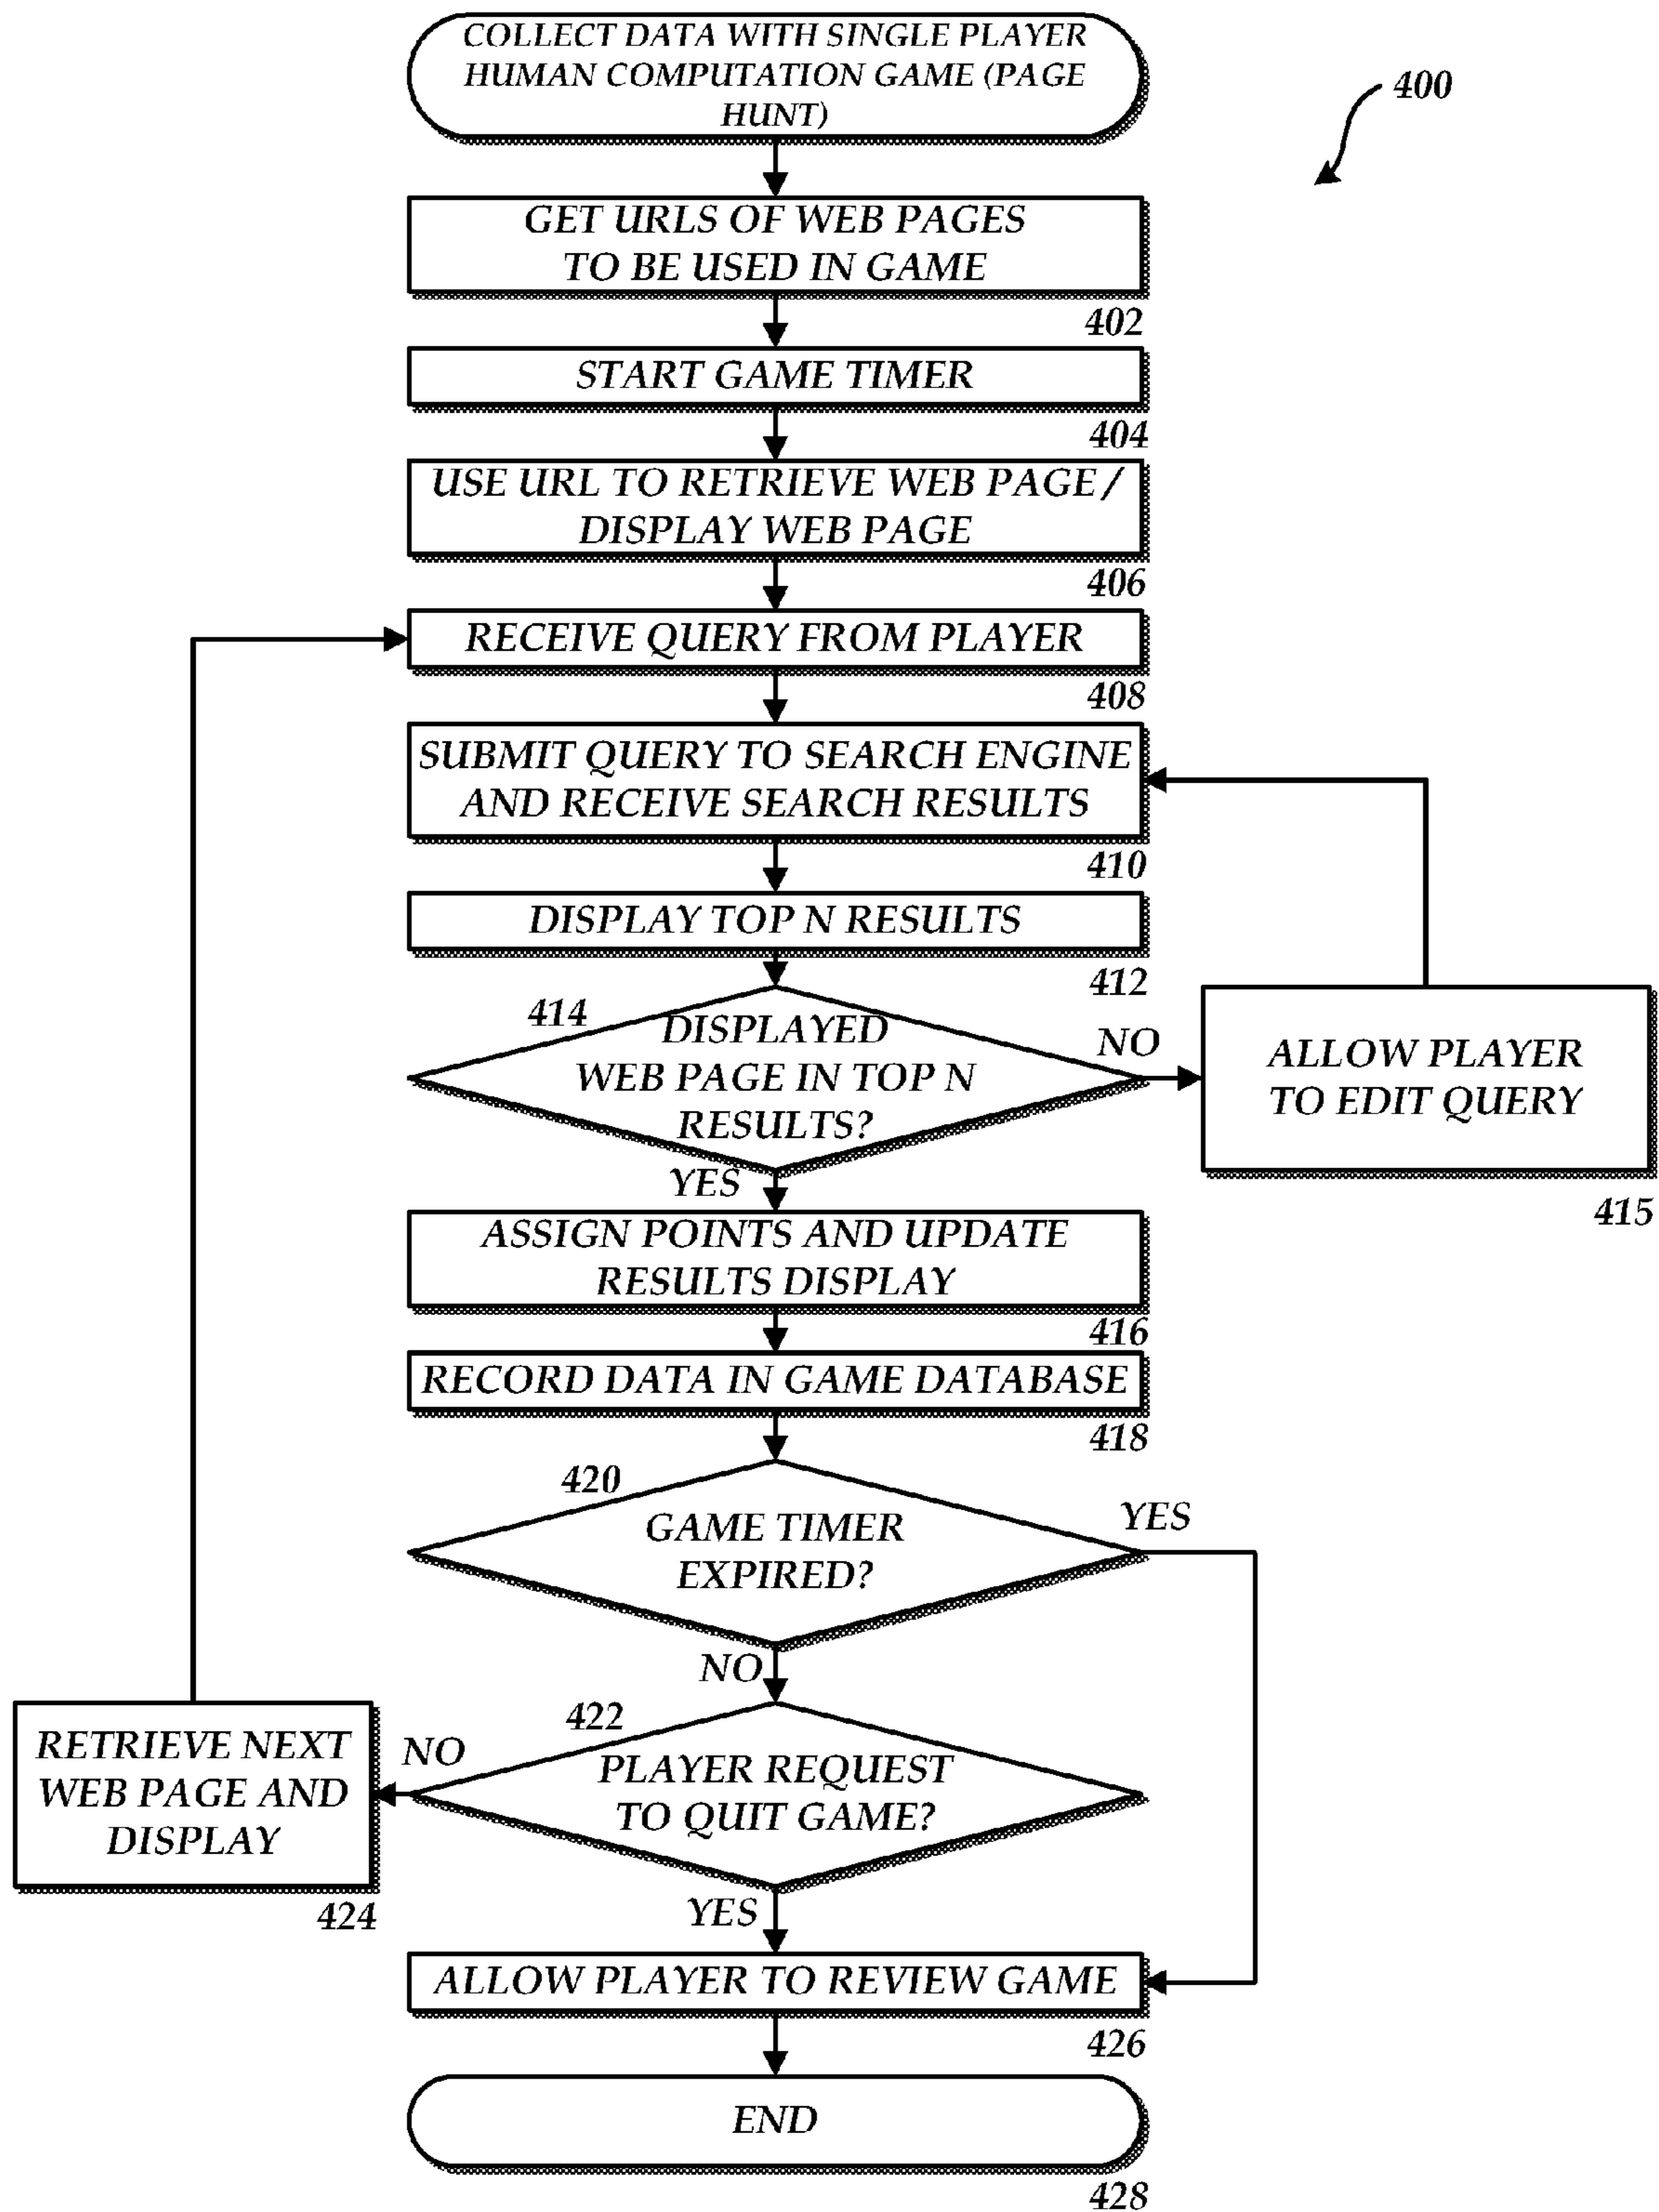 COLLECT DATA WITH SINGLE PLAYER
HUMAN COMPUTATION GAME (PAGE
HUNT)
400
GET URLS OF WEB PAGES
TO BE USED IN GAME
402
START GAME TIMER
404
USE URL TO RETRIEVE WEB PAGE /
DISPLAY WEB PAGE
406
RECEIVE QUERY FROM PLAYER
408
SUBMIT QUERY TO SEARCH ENGINE
AND RECEIVE SEARCH RESULTS
410
DISPLAY TOP N RESULTS
412
414
DISPLAYED
WEB PAGE IN TOP N
RESULTS?
NO
ALLOW PLAYER
TO EDIT QUERY
415
YES
ASSIGN POINTS AND UPDATE
RESULTS DISPLAY
416
RECORD DATA IN GAME DATABASE
418
420
GAME TIMER
EXPIRED?
YES
NO
422
PLAYER REQUEST
TO QUIT GAME?
NO
RETRIEVE NEXT
WEB PAGE AND
DISPLAY
424
YES
ALLOW PLAYER TO REVIEW GAME
426
END
428